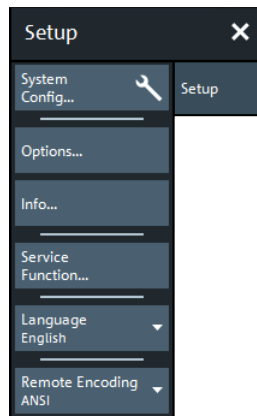 Setup
System
Config...
Setup
Options...
Info...
Service
Function...
Language
English
Remote Encoding
ANSI